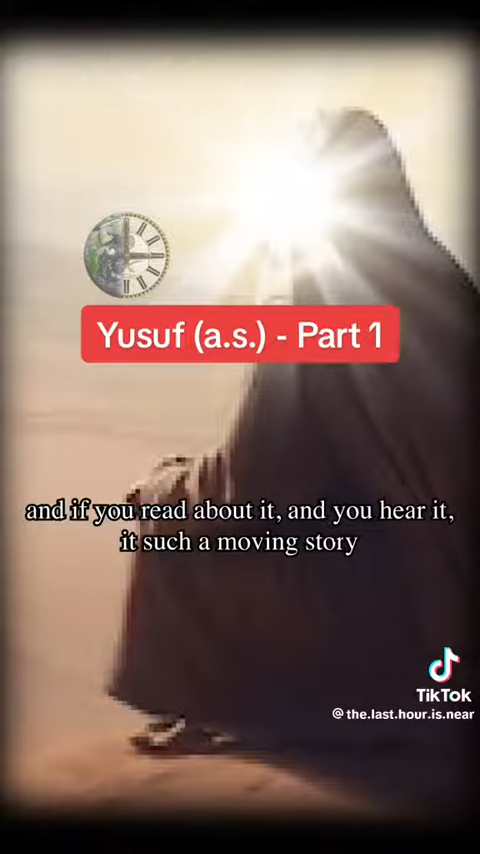 Yusuf (a.s.) - Part 1
and if you read about it, and you hear it,
it such a moving story
TikTok
@the.last.hour.is.near